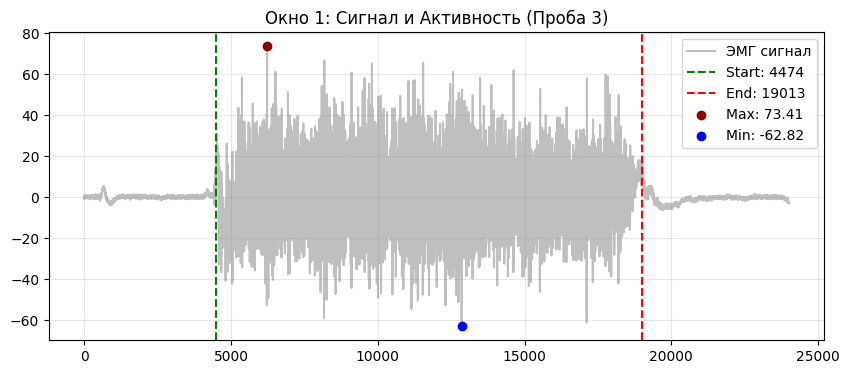 Окно 1: Сигнал и Активность (Проба 3)
80
60
40
20
0
−20
−40
−60
ЭМГ сигнал
Start: 4474
End: 19013
Max: 73.41
Min: -62.82
0
5000
10000
15000
20000
25000